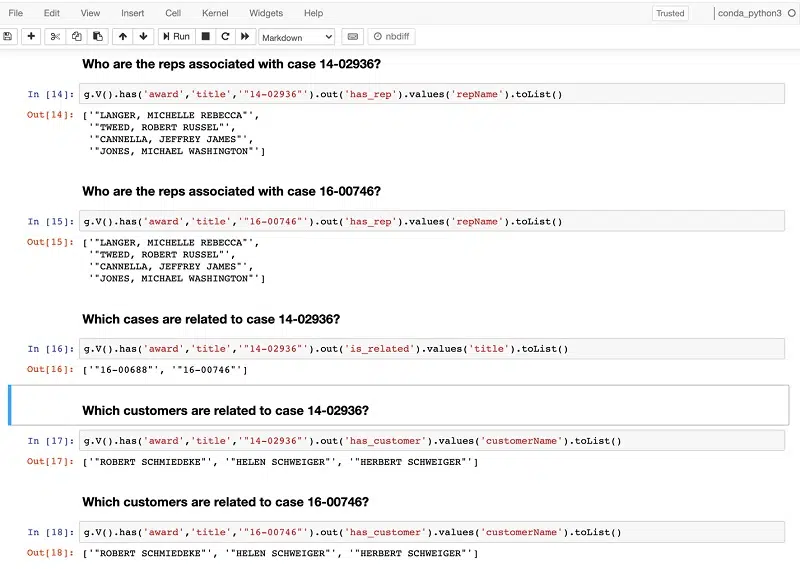 File Edit View Insert Cell Kernel Widgets Help Trusted conda_python3
Run Markdown nbdiff
Who are the reps associated with case 14-02936?
In [14]: g.V().has('award','title','"14-02936"').out('has_rep').values('repName').toList()
Out[14]: ['"LANGER, MICHELLE REBECCA"',
'"TWEED, ROBERT RUSSEL"',
'"CANNELLA, JEFFREY JAMES"',
'"JONES, MICHAEL WASHINGTON"']
Who are the reps associated with case 16-00746?
In [15]: g.V().has('award','title','"16-00746"').out('has_rep').values('repName').toList()
Out[15]: ['"LANGER, MICHELLE REBECCA"',
'"TWEED, ROBERT RUSSEL"',
'"CANNELLA, JEFFREY JAMES"',
'"JONES, MICHAEL WASHINGTON"']
Which cases are related to case 14-02936?
In [16]: g.V().has('award','title','"14-02936"').out('is_related').values('title').toList()
Out[16]: ['"16-00688"', '"16-00746"']
Which customers are related to case 14-02936?
In [17]: g.V().has('award','title','"14-02936"').out('has_customer').values('customerName').toList()
Out[17]: ['"ROBERT SCHMIEDEKE"', '"HELEN SCHWEIGER"', '"HERBERT SCHWEIGER"']
Which customers are related to case 16-00746?
In [18]: g.V().has('award','title','"16-00746"').out('has_customer').values('customerName').toList()
Out[18]: ['"ROBERT SCHMIEDEKE"', '"HELEN SCHWEIGER"', '"HERBERT SCHWEIGER"']